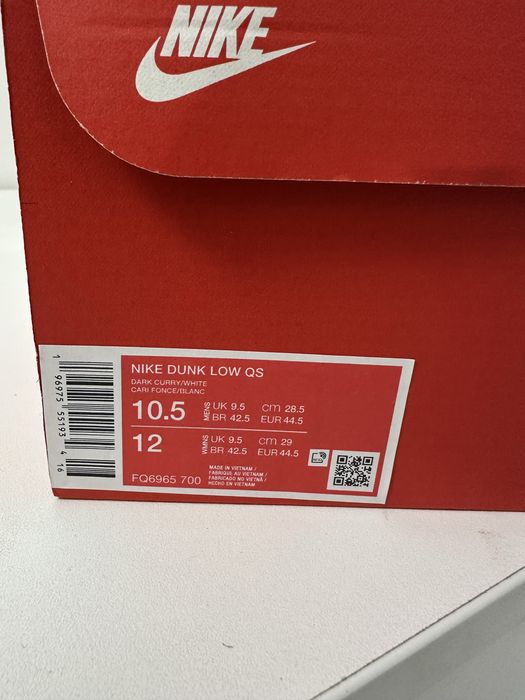 NIKE
NIKE DUNK LOW QS
DARK CURRY/WHITE
CARI FONCE/BLANC
10.5 MENS UK 9.5 CM 28.5
BR 42.5 EUR 44.5
12 WMNS UK 9.5 CM 29
BR 42.5 EUR 44.5
FQ6965 700
MADE IN VIETNAM /
FABRIQUE AU VIETNAM /
FABRICADO NO VIETNÃ /
HECHO EN VIETNAM
1 96975 55193 4 16